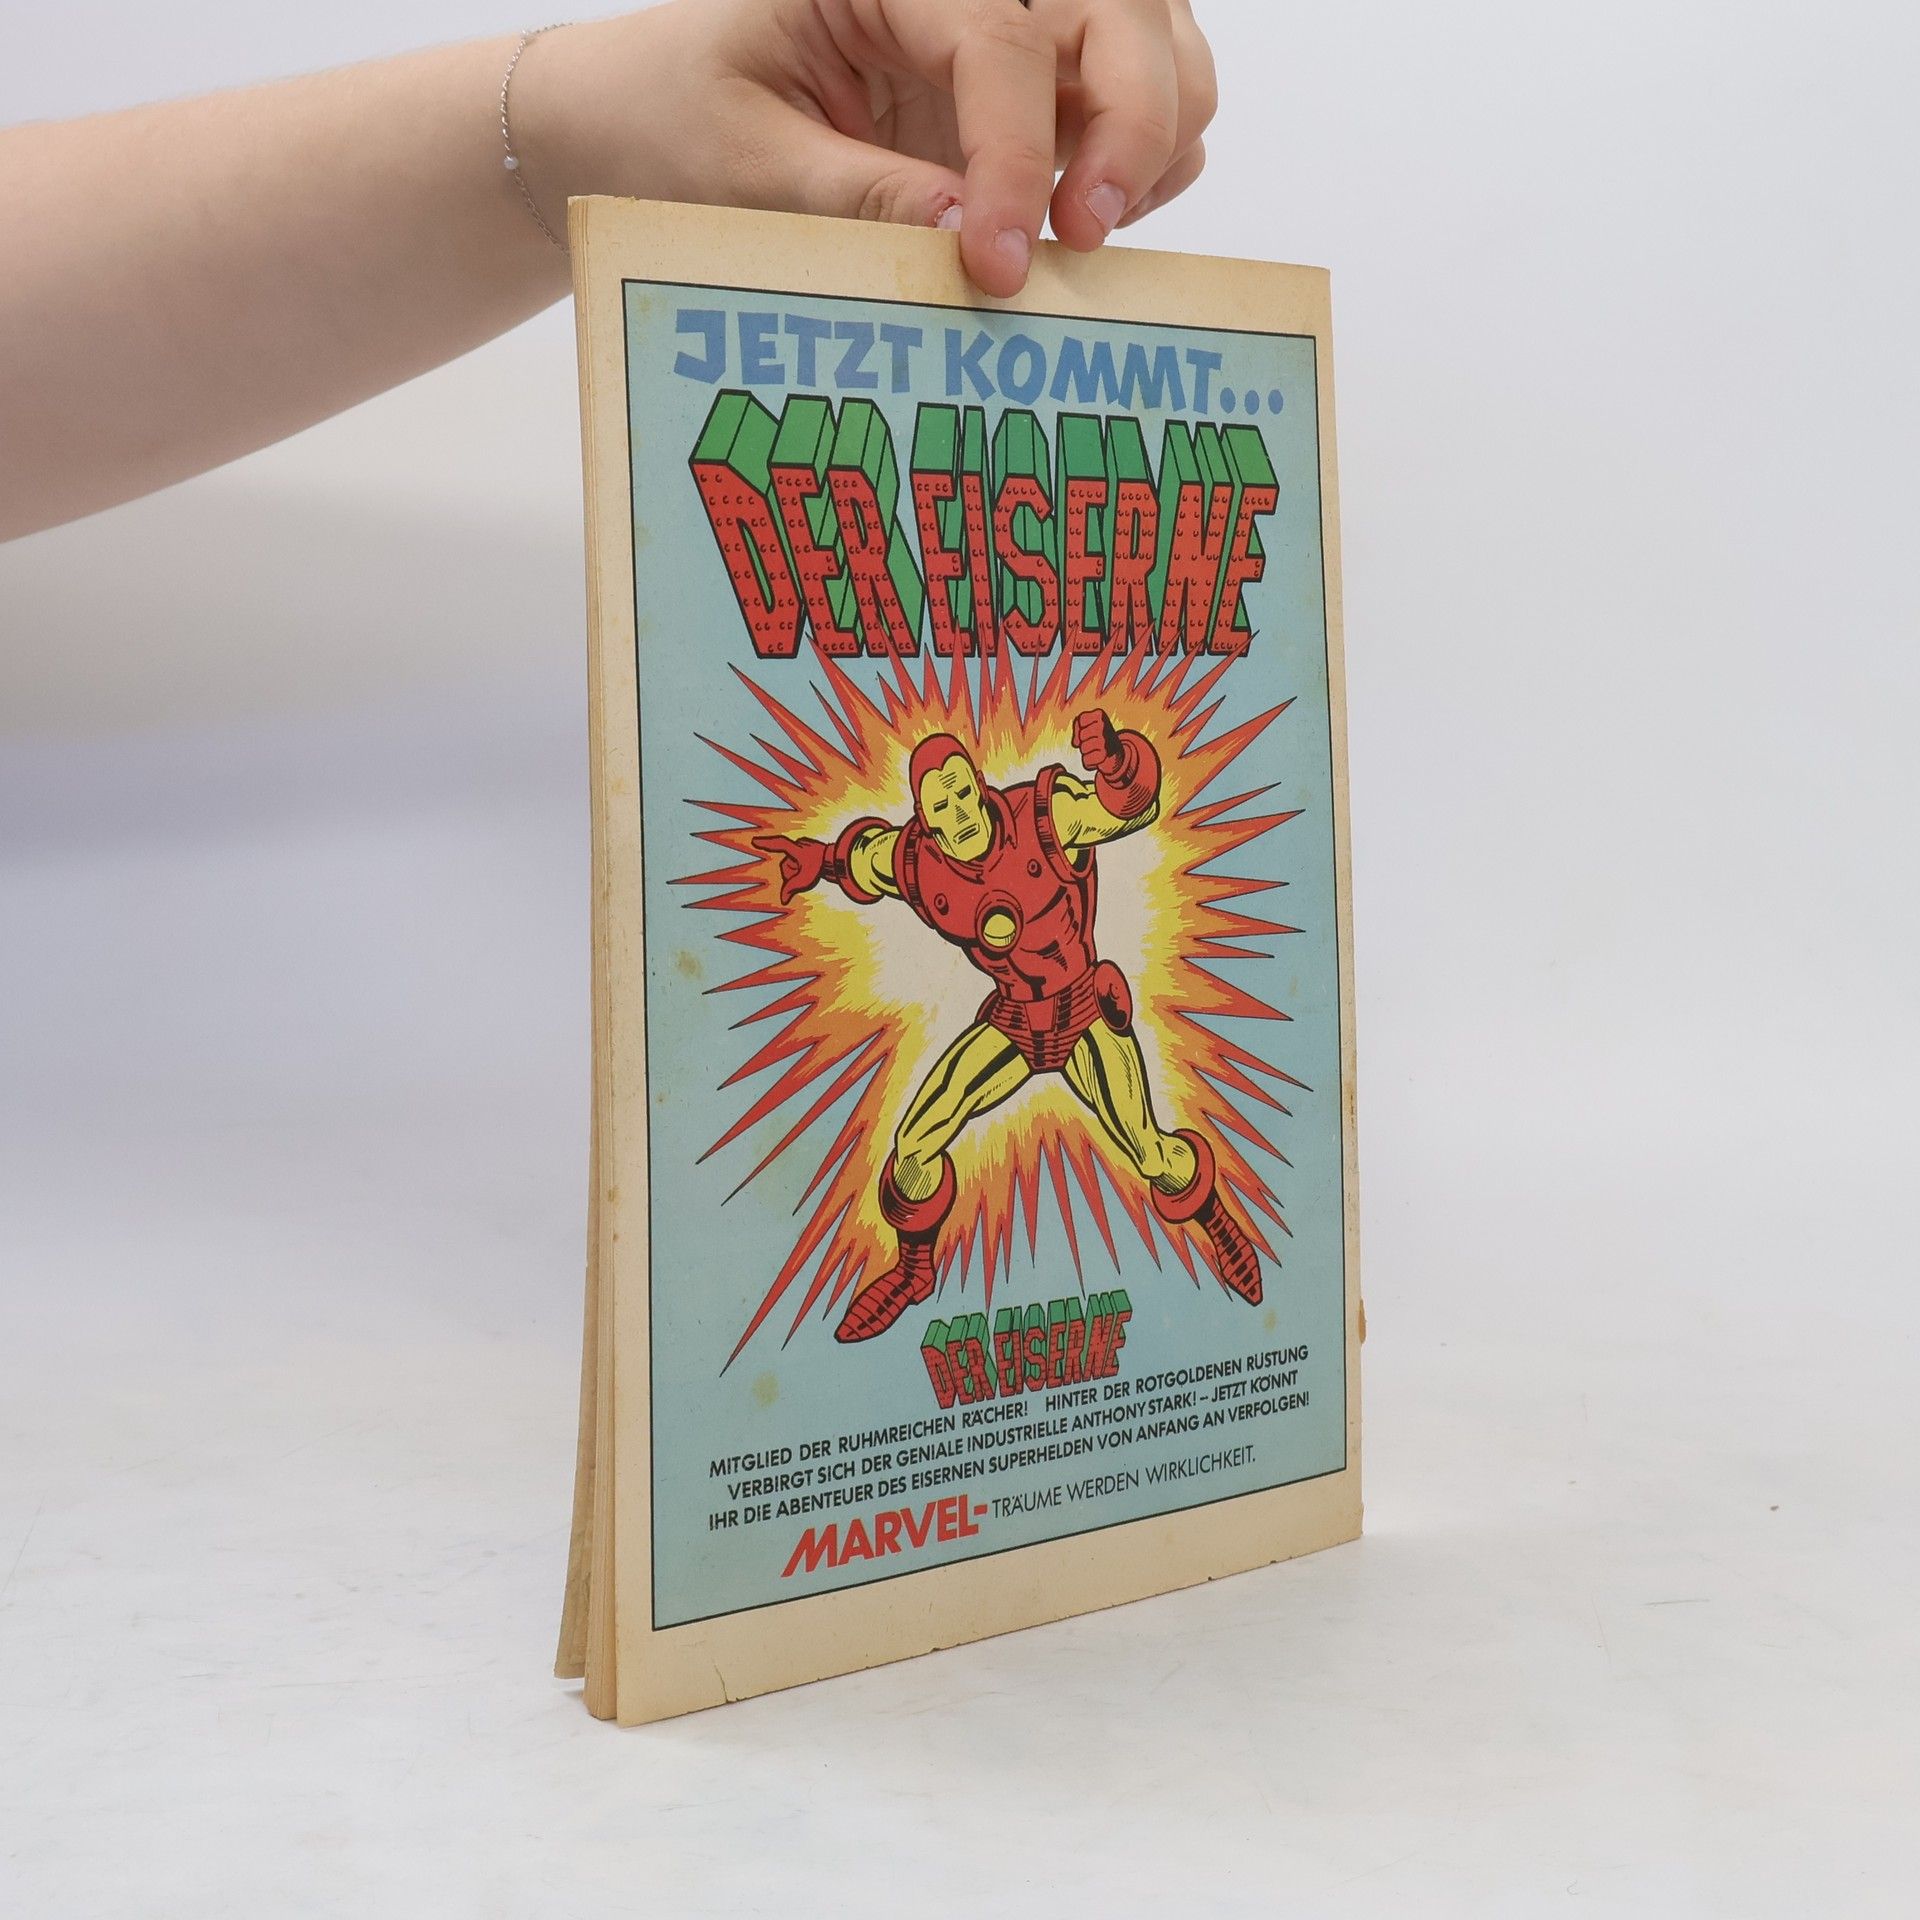 JETZT KOMMT...
DER EISERNE
DER EISERNE
MITGLIED DER RUHMREICHEN RÄCHER! HINTER DER ROTGOLDENEN RÜSTUNG
VERBIRGT SICH DER GENIALE INDUSTRIELLE ANTHONY STARK! – JETZT KÖNNT
IHR DIE ABENTEUER DES EISERNEN SUPERHELDEN VON ANFANG AN VERFOLGEN!
MARVEL-TRÄUME WERDEN WIRKLICHKEIT.